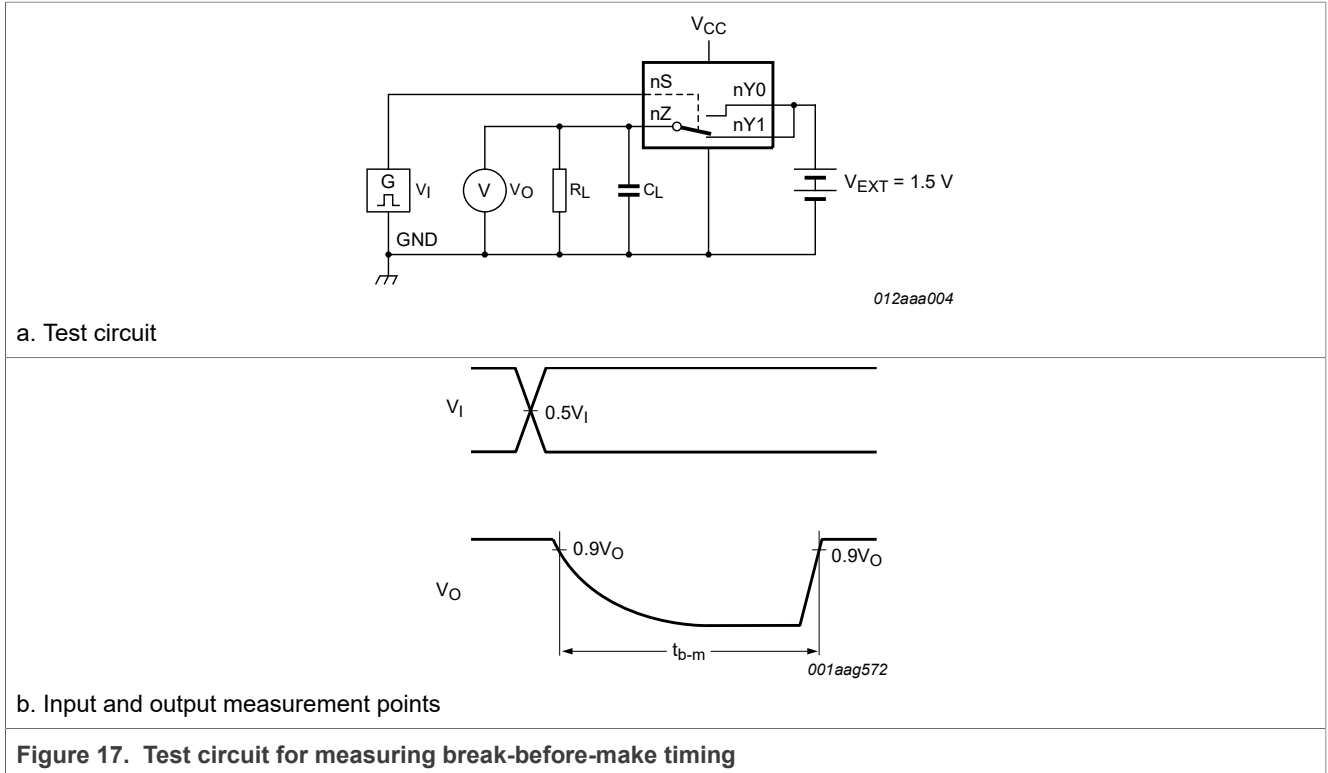 VCC
nS
nY0
nZ
nY1
G
VI
V
VO
RL
CL
VEXT = 1.5 V
GND
012aaa004
a. Test circuit
VI
0.5VI
0.9VO
0.9VO
VO
tb-m
001aag572
b. Input and output measurement points
Figure 17. Test circuit for measuring break-before-make timing